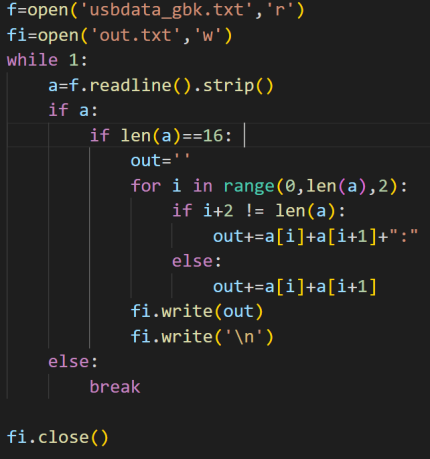 f=open('usbdata_gbk.txt','r')
fi=open('out.txt','w')
while 1:
    a=f.readline().strip()
    if a:
        if len(a)==16:
            out=''
            for i in range(0,len(a),2):
                if i+2 != len(a):
                    out+=a[i]+a[i+1]+":"
                else:
                    out+=a[i]+a[i+1]
            fi.write(out)
            fi.write('\n')
    else:
        break

fi.close()